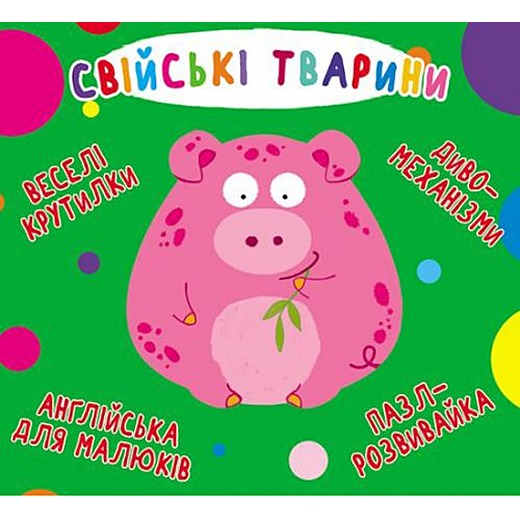 СВІЙСЬКІ ТВАРИНИ
ВЕСЕЛІ
КРУТИЛКИ
ДИВО-
МЕХАНІЗМИ
АНГЛІЙСЬКА
ДЛЯ МАЛЮКІВ
ПАЗЛ-
РОЗВИВАЙКА